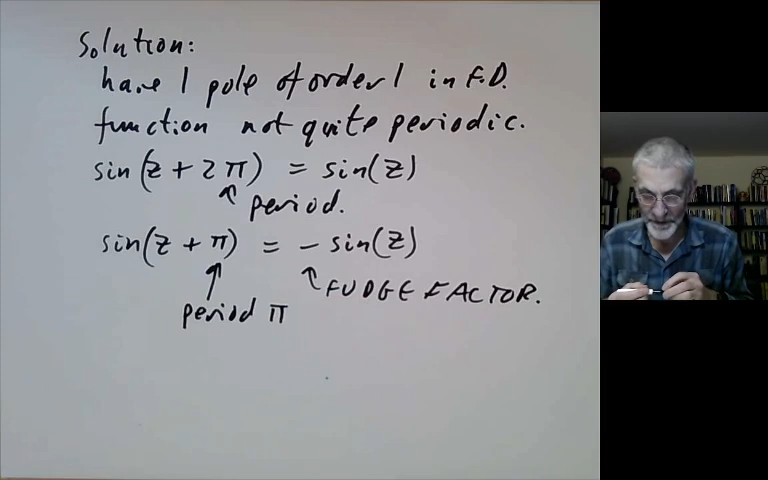 Solution:
have 1 pole of order 1 in F.D.
function not quite periodic.
sin(z + 2π) = sin(z)
↑ period.
sin(z + π) = - sin(z)
↑ ↑ FUDGE FACTOR.
period π